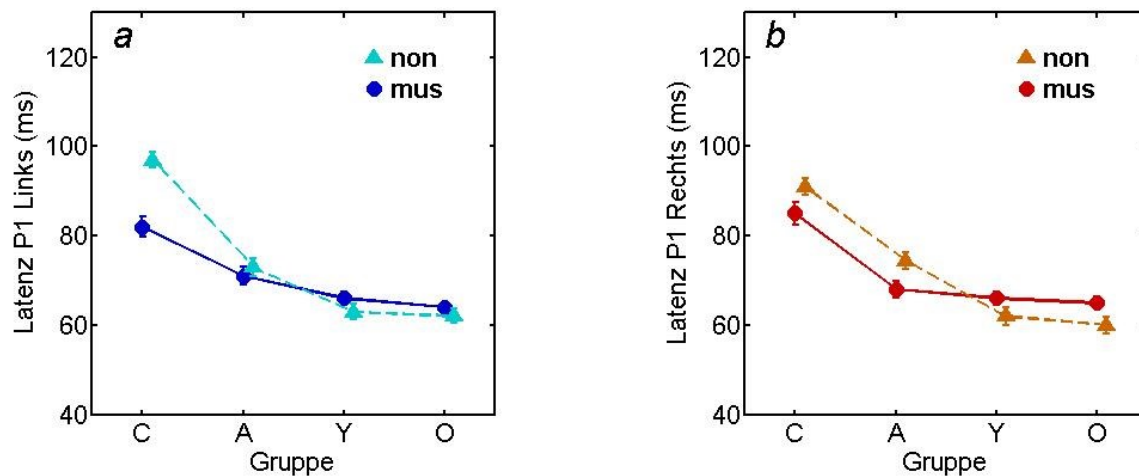 a
non
mus
Latenz P1 Links (ms)
120
100
80
60
40
C A Y O
Gruppe
b
non
mus
Latenz P1 Rechts (ms)
120
100
80
60
40
C A Y O
Gruppe